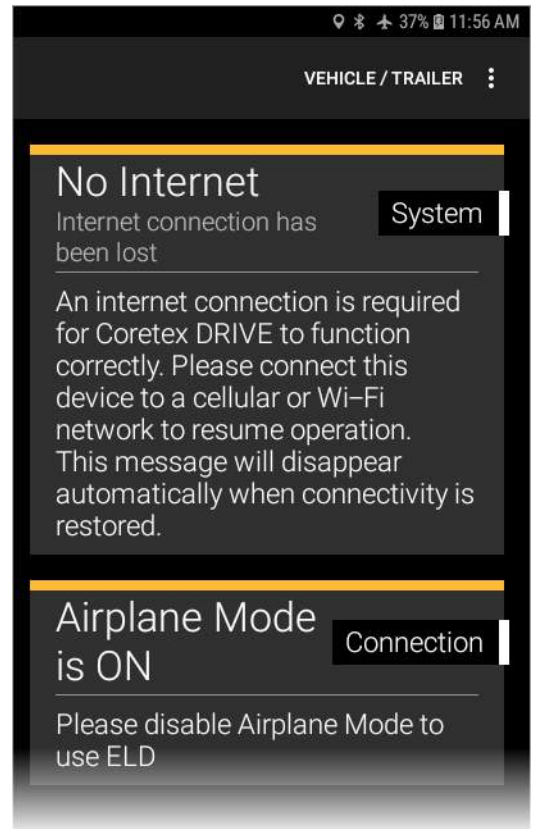 37% 11:56 AM
VEHICLE / TRAILER
No Internet
System
Internet connection has
been lost
An internet connection is required
for Coretex DRIVE to function
correctly. Please connect this
device to a cellular or Wi–Fi
network to resume operation.
This message will disappear
automatically when connectivity is
restored.
Airplane Mode
is ON
Connection
Please disable Airplane Mode to
use ELD